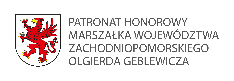 PATRONAT HONOROWY
MARSZAŁKA WOJEWÓDZTWA
ZACHODNIOPOMORSKIEGO
OLGIERDA GEBLEWICZA